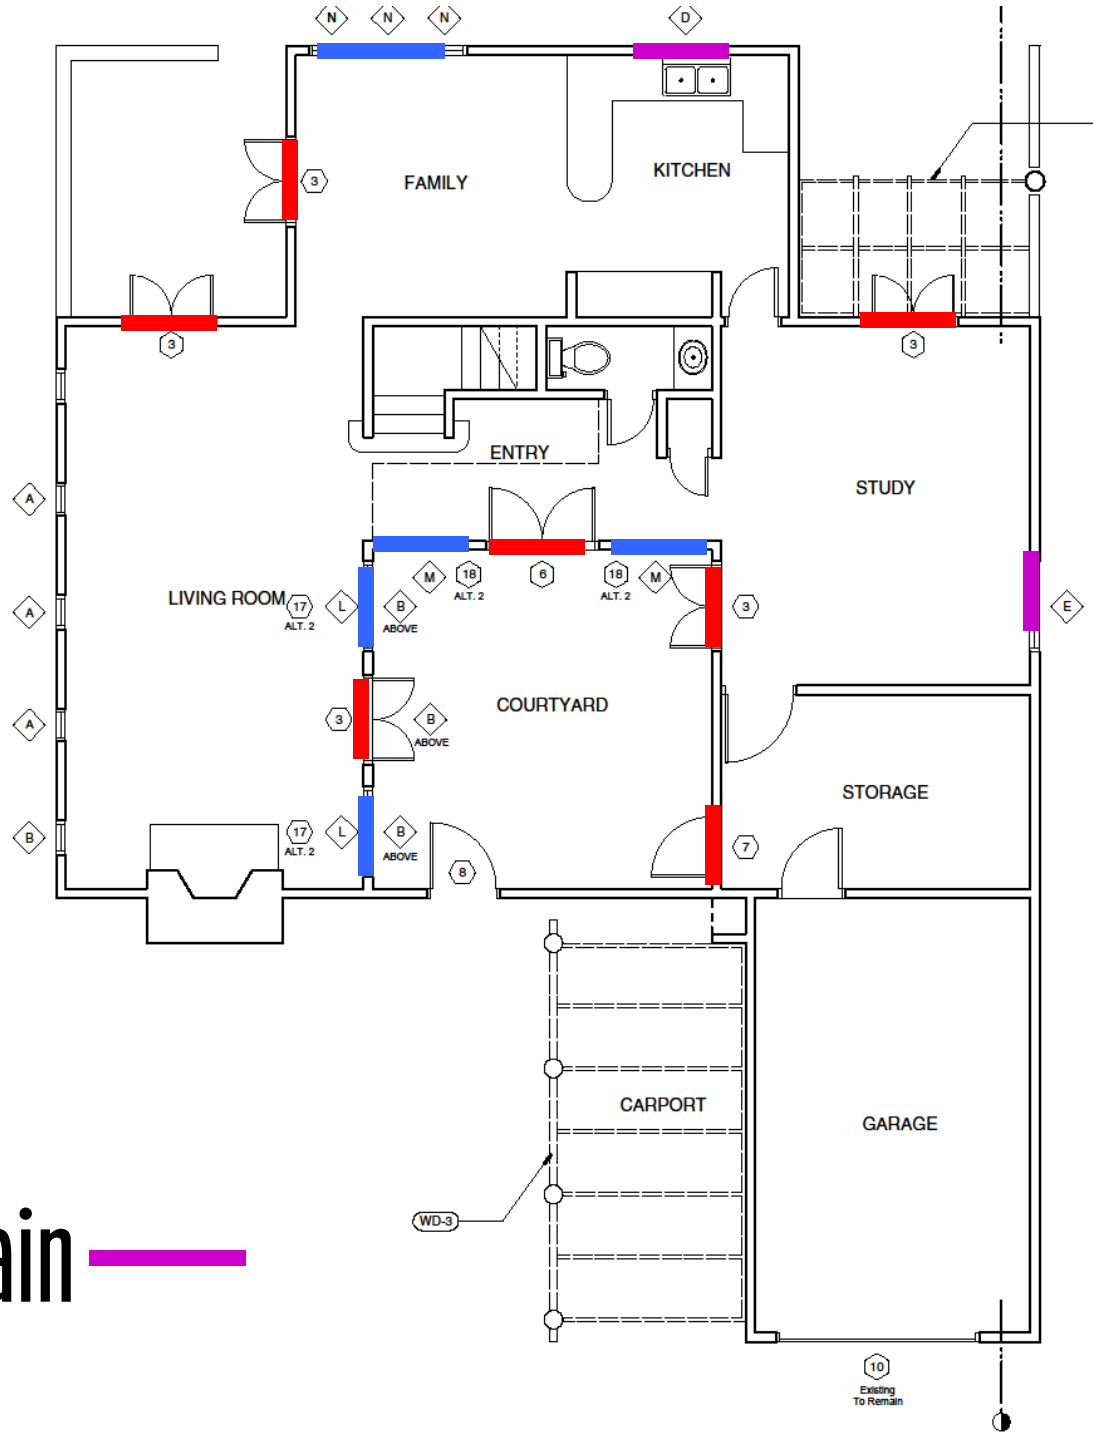 N N N D
3
FAMILY
KITCHEN
3
3
ENTRY
STUDY
A
M 18 6 18 M
ALT. 2 ALT. 2
LIVING ROOM 17 L B 3 E
ALT. 2 ABOVE
A
COURTYARD
A 3 B
ABOVE
STORAGE
B 17 L B 7
ALT. 2 ABOVE
8
CARPORT
GARAGE
WD-3
ain
10
Existing
To Remain